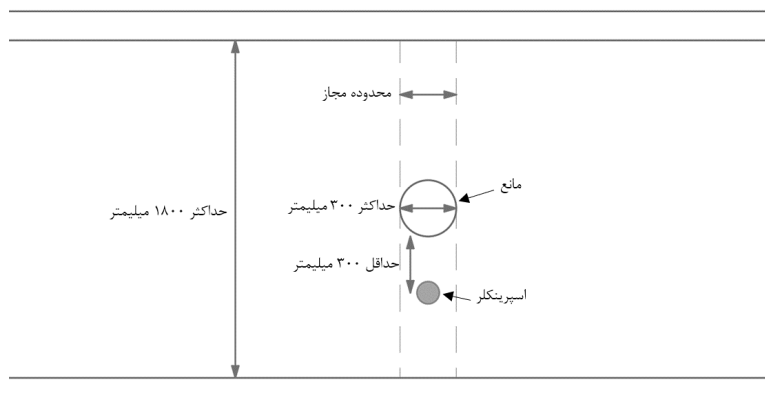 محدوده مجاز
مانع
حداکثر ۳۰۰ میلیمتر
حداکثر ۱۸۰۰ میلیمتر
حداقل ۳۰۰ میلیمتر
اسپرینکلر